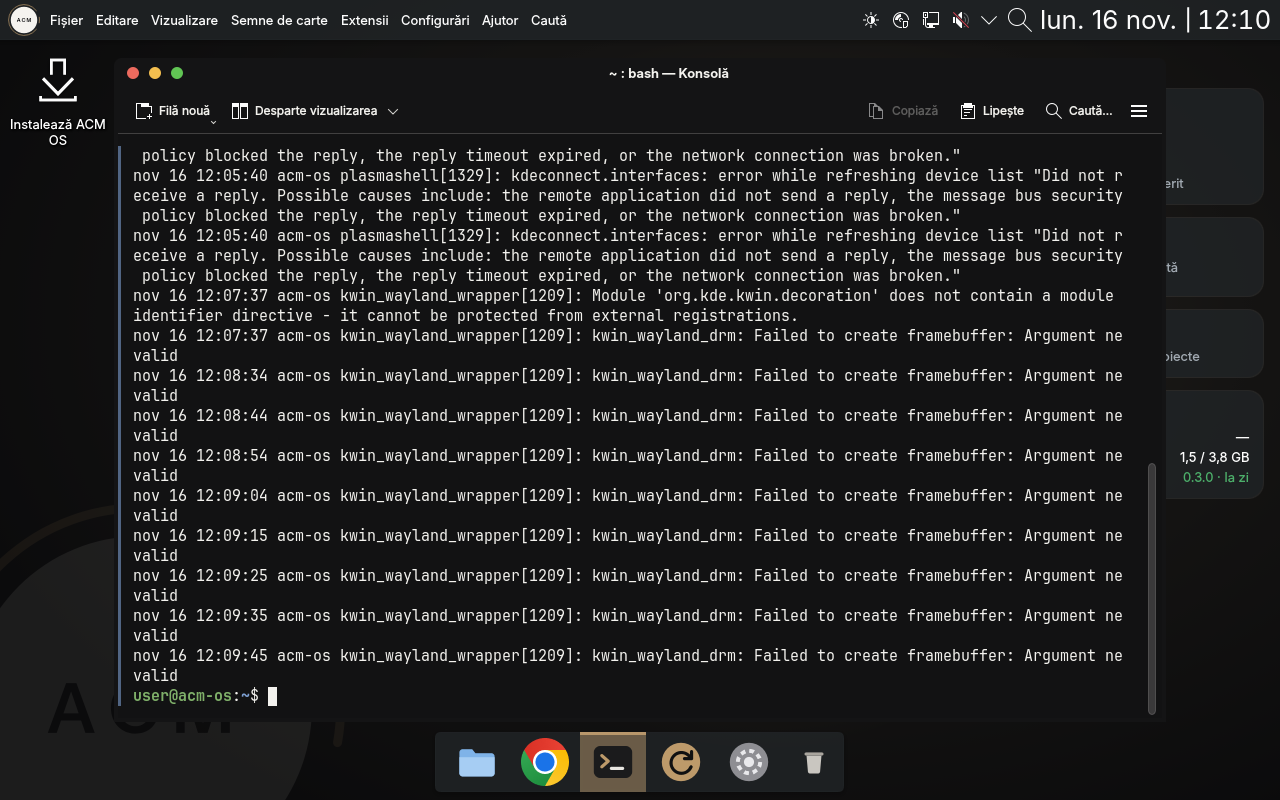 ACM
Fișier Editare Vizualizare Semne de carte Extensii Configurări Ajutor Caută
lun. 16 nov. | 12:10
Instalează ACM
OS
~ : bash — Konsolă
Filă nouă Desparte vizualizarea Copiază Lipește Caută...
 policy blocked the reply, the reply timeout expired, or the network connection was broken."
nov 16 12:05:40 acm-os plasmashell[1329]: kdeconnect.interfaces: error while refreshing device list "Did not r
eceive a reply. Possible causes include: the remote application did not send a reply, the message bus security
 policy blocked the reply, the reply timeout expired, or the network connection was broken."
nov 16 12:05:40 acm-os plasmashell[1329]: kdeconnect.interfaces: error while refreshing device list "Did not r
eceive a reply. Possible causes include: the remote application did not send a reply, the message bus security
 policy blocked the reply, the reply timeout expired, or the network connection was broken."
nov 16 12:07:37 acm-os kwin_wayland_wrapper[1209]: Module 'org.kde.kwin.decoration' does not contain a module
identifier directive - it cannot be protected from external registrations.
nov 16 12:07:37 acm-os kwin_wayland_wrapper[1209]: kwin_wayland_drm: Failed to create framebuffer: Argument ne
valid
nov 16 12:08:34 acm-os kwin_wayland_wrapper[1209]: kwin_wayland_drm: Failed to create framebuffer: Argument ne
valid
nov 16 12:08:44 acm-os kwin_wayland_wrapper[1209]: kwin_wayland_drm: Failed to create framebuffer: Argument ne
valid
nov 16 12:08:54 acm-os kwin_wayland_wrapper[1209]: kwin_wayland_drm: Failed to create framebuffer: Argument ne
valid
nov 16 12:09:04 acm-os kwin_wayland_wrapper[1209]: kwin_wayland_drm: Failed to create framebuffer: Argument ne
valid
nov 16 12:09:15 acm-os kwin_wayland_wrapper[1209]: kwin_wayland_drm: Failed to create framebuffer: Argument ne
valid
nov 16 12:09:25 acm-os kwin_wayland_wrapper[1209]: kwin_wayland_drm: Failed to create framebuffer: Argument ne
valid
nov 16 12:09:35 acm-os kwin_wayland_wrapper[1209]: kwin_wayland_drm: Failed to create framebuffer: Argument ne
valid
nov 16 12:09:45 acm-os kwin_wayland_wrapper[1209]: kwin_wayland_drm: Failed to create framebuffer: Argument ne
valid
user@acm-os:~$
—
1,5 / 3,8 GB
0.3.0 · la zi
ACM